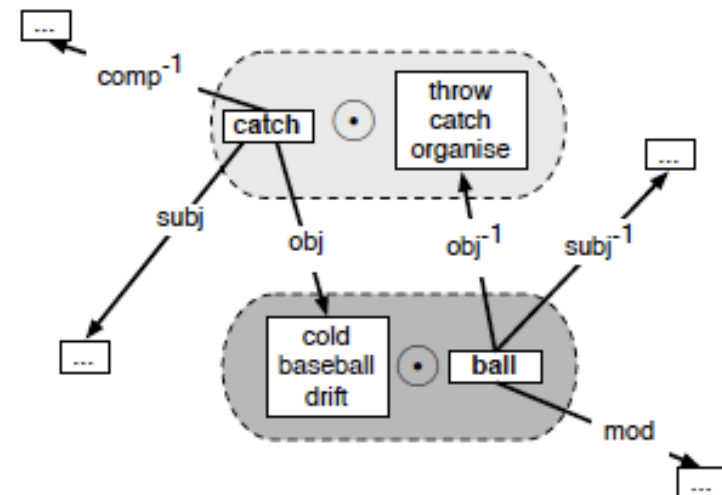 ...
comp-1
throw
catch
organise
catch
...
subj
obj
obj-1
subj-1
...
cold
baseball
drift
ball
mod
...